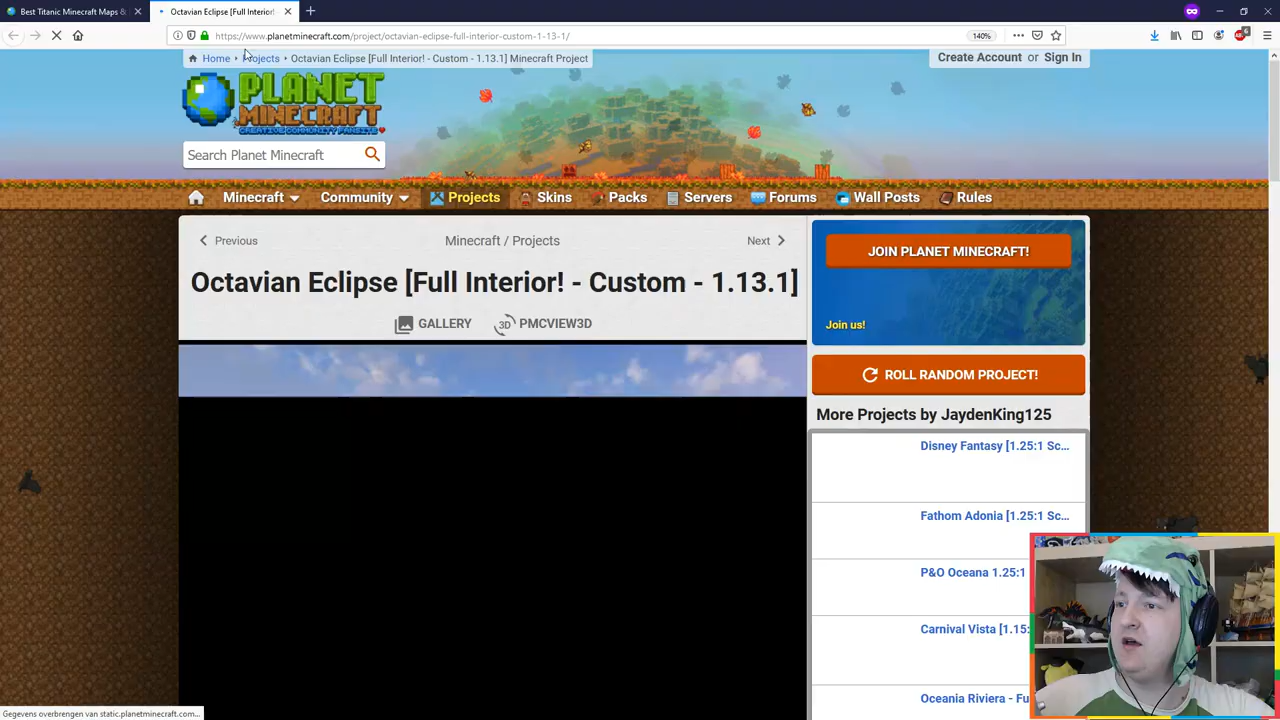 Best Titanic Minecraft Maps &
Octavian Eclipse [Full Interior!
https://www.planetminecraft.com/project/octavian-eclipse-full-interior-custom-1-13-1/
140%
6
Home › Projects › Octavian Eclipse [Full Interior! - Custom - 1.13.1] Minecraft Project
Create Account or Sign In
PLANET
MINECRAFT
CREATIVE COMMUNITY FANSITE
Search Planet Minecraft
Minecraft
Community
Projects
Skins
Packs
Servers
Forums
Wall Posts
Rules
Previous
Minecraft / Projects
Next
Octavian Eclipse [Full Interior! - Custom - 1.13.1]
GALLERY
3D PMCVIEW3D
JOIN PLANET MINECRAFT!
Join us!
ROLL RANDOM PROJECT!
More Projects by JaydenKing125
Disney Fantasy [1.25:1 Sc...
Fathom Adonia [1.25:1 Sc...
P&O Oceana 1.25:1
Carnival Vista [1.15:
Oceania Riviera - Fu
Gegevens overbrengen van static.planetminecraft.com...